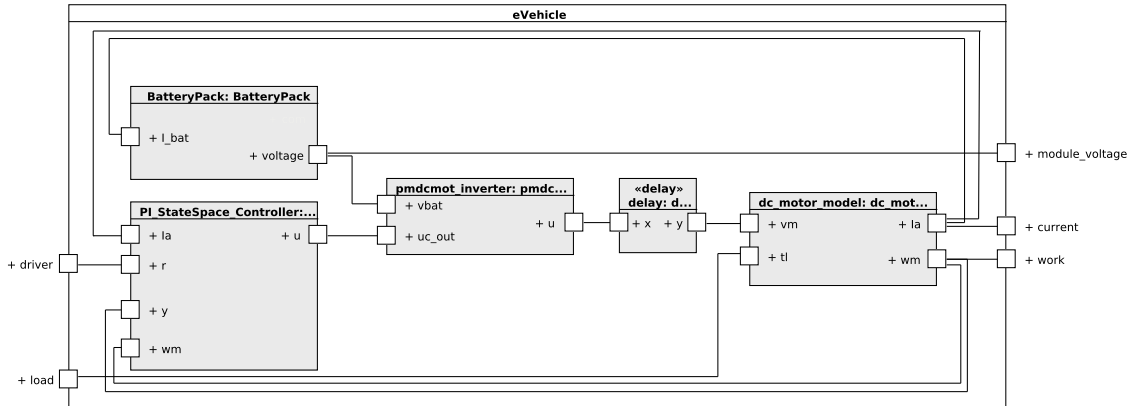 eVehicle
BatteryPack: BatteryPack
+ I_bat
+ voltage
+ module_voltage
pmdcmot_inverter: pmdc...
+ vbat
+ uc_out
+ u
«delay»
delay: d...
+ x + y
dc_motor_model: dc_mot...
+ vm
+ Ia
+ tl
+ wm
+ current
+ work
PI_StateSpace_Controller:...
+ Ia
+ u
+ r
+ y
+ wm
+ driver
+ load